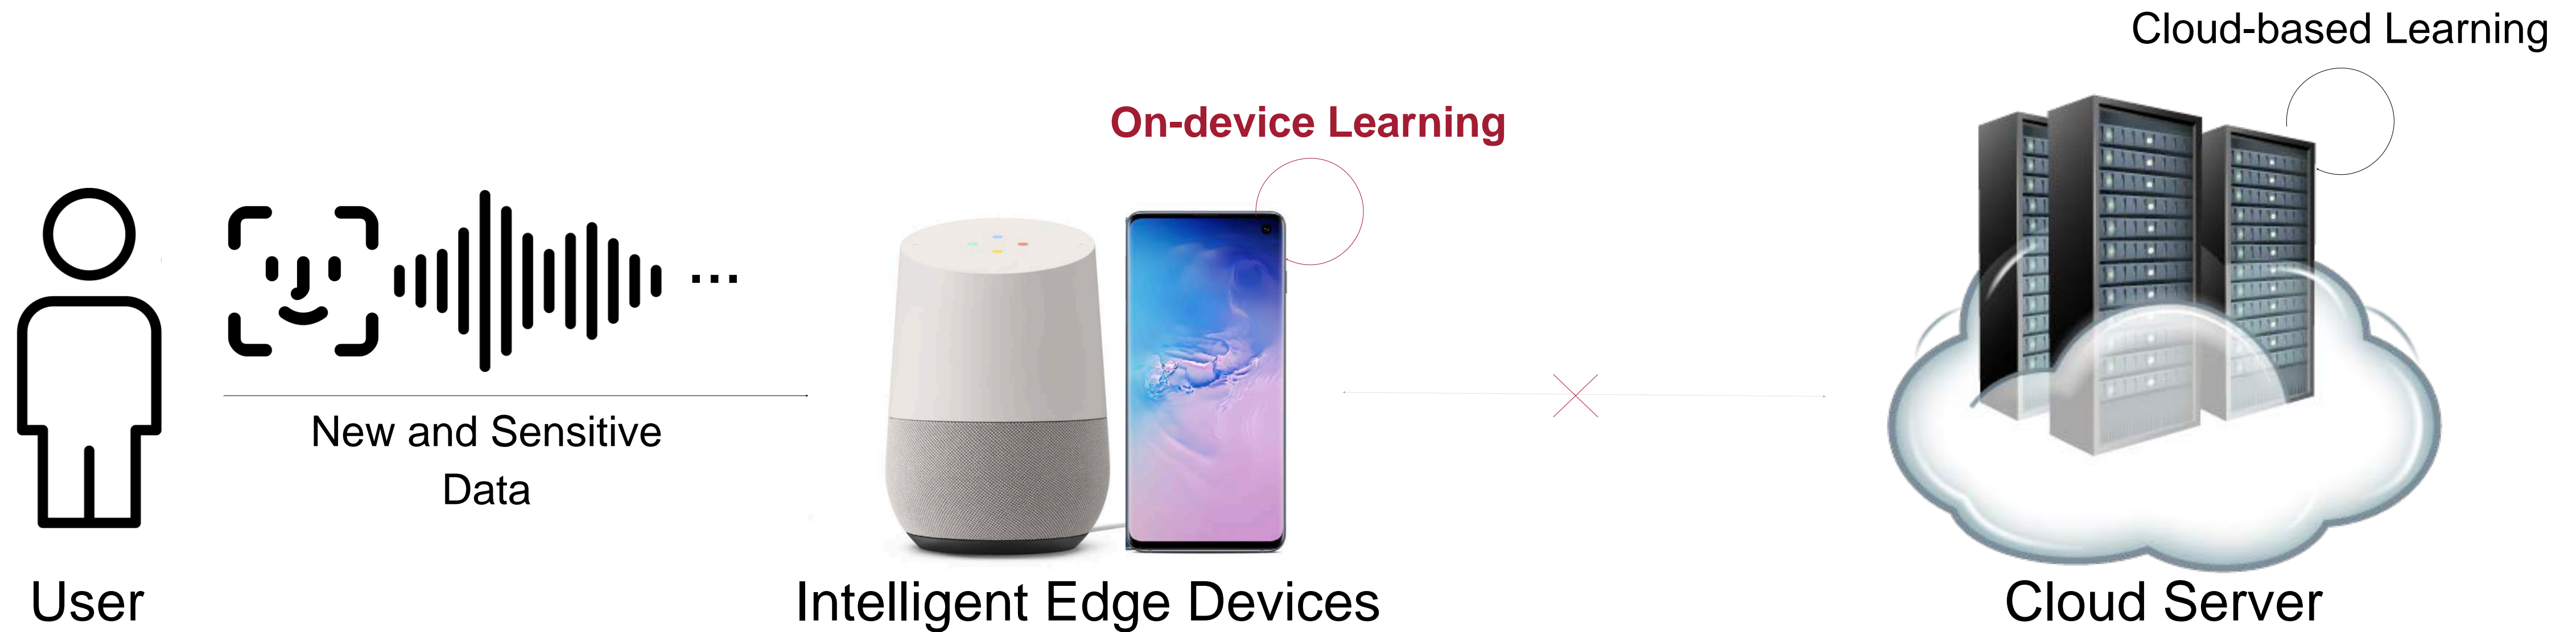 Cloud-based Learning
On-device Learning
...
New and Sensitive
Data
User
Intelligent Edge Devices
Cloud Server